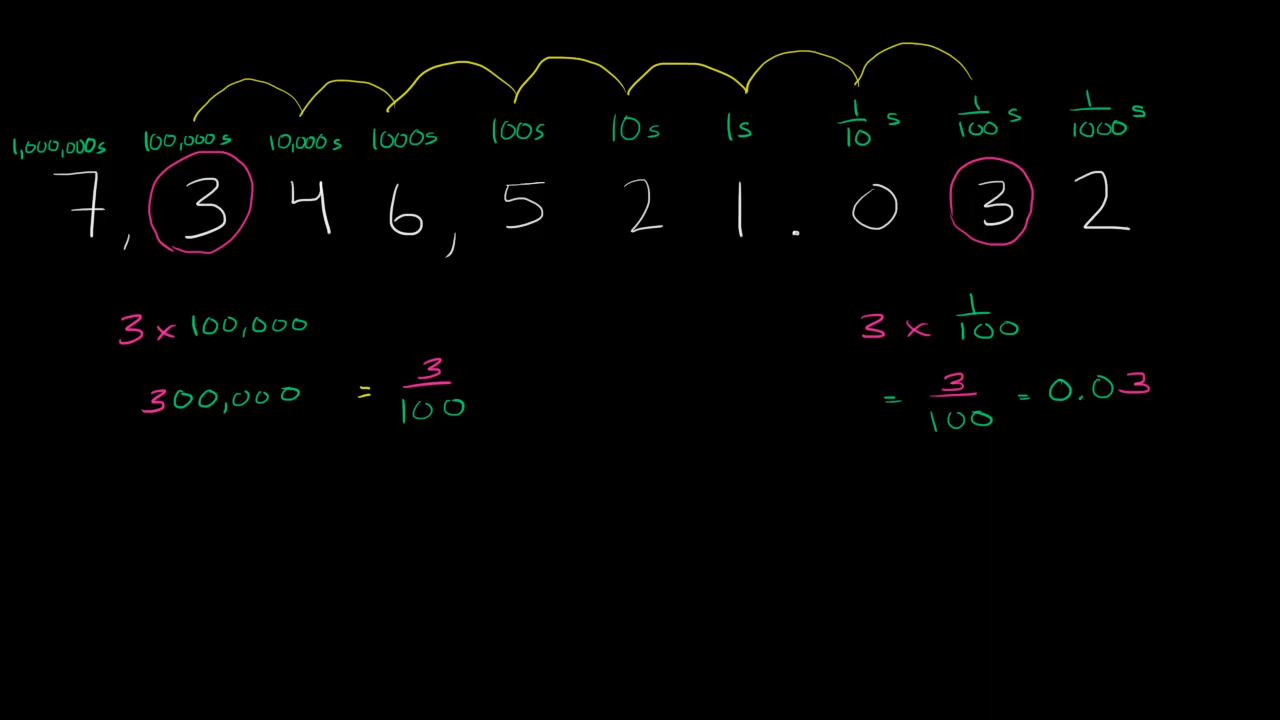 1,000,000s 100,000s 10,000s 1000s 100s 10s 1s 1/10 s 1/100 s 1/1000 s
7,346,521.032
3 x 100,000 3 x 1/100
300,000 = 3/100 = 3/100 = 0.03